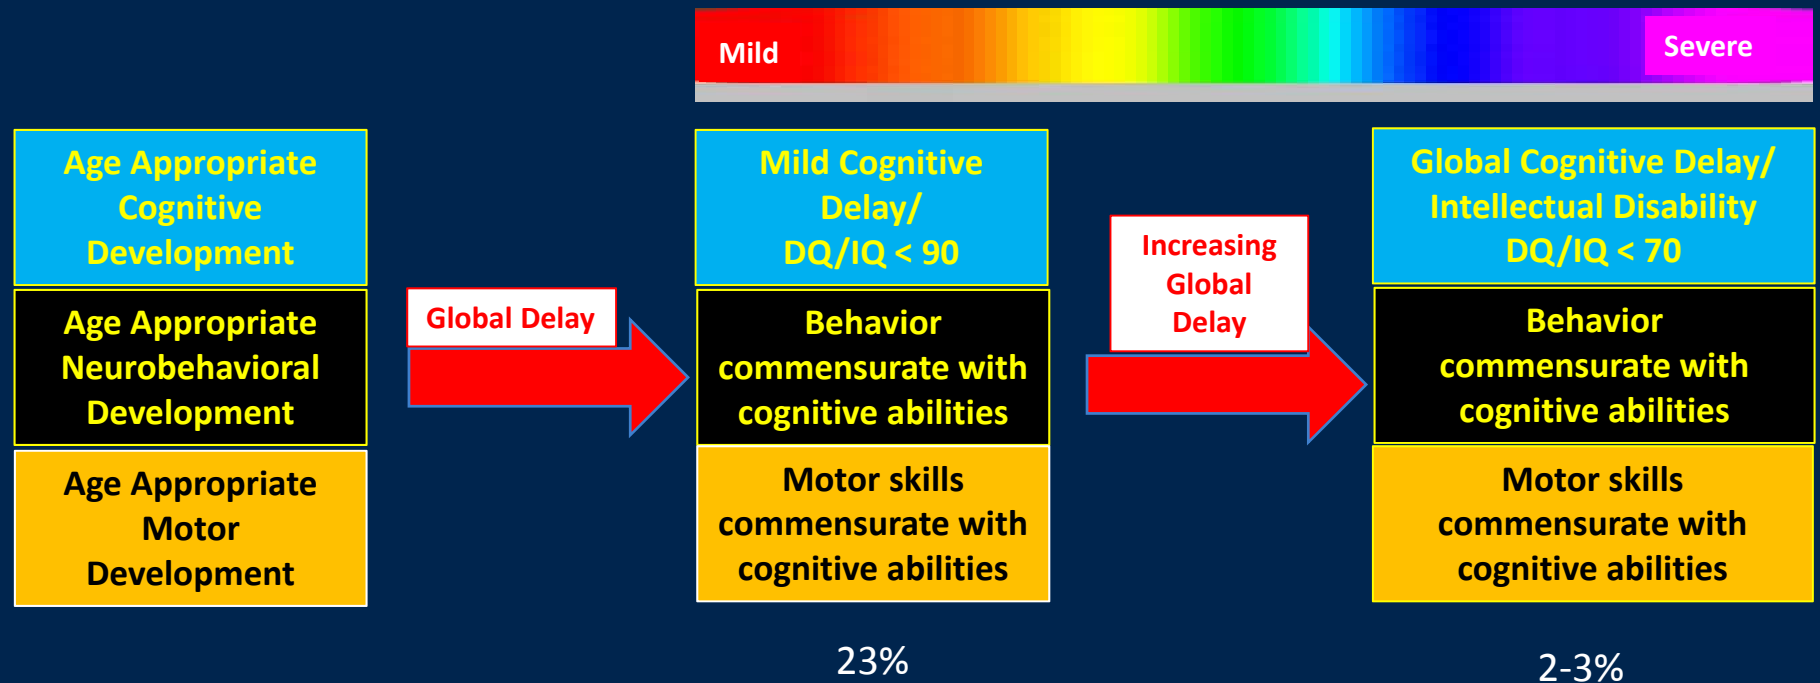 Mild
Severe
Age Appropriate
Cognitive
Development
Age Appropriate
Neurobehavioral
Development
Age Appropriate
Motor
Development
Global Delay
Mild Cognitive
Delay/
DQ/IQ < 90
Behavior
commensurate with
cognitive abilities
Motor skills
commensurate with
cognitive abilities
23%
Increasing
Global
Delay
Global Cognitive Delay/
Intellectual Disability
DQ/IQ < 70
Behavior
commensurate with
cognitive abilities
Motor skills
commensurate with
cognitive abilities
2-3%